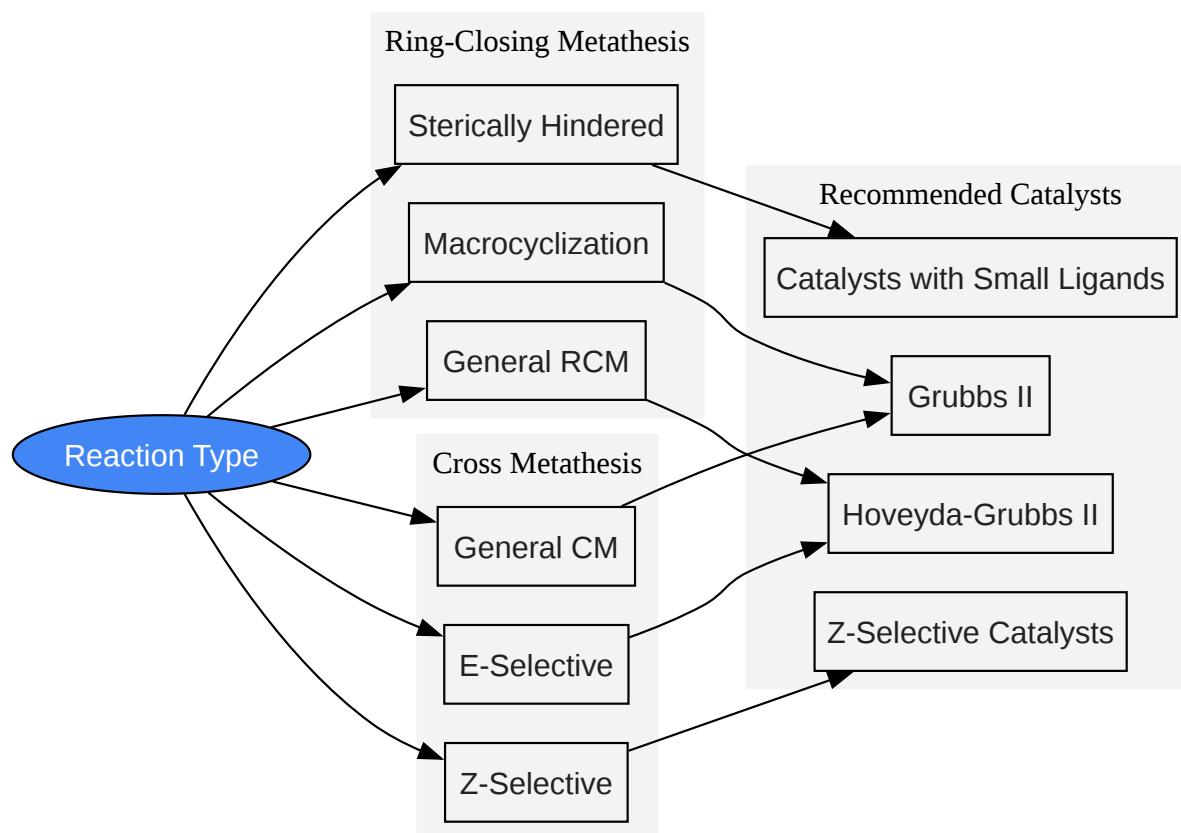 Reaction Type
Ring-Closing Metathesis
Sterically Hindered
Macrocyclization
General RCM
Cross Metathesis
General CM
E-Selective
Z-Selective
Recommended Catalysts
Catalysts with Small Ligands
Grubbs II
Hoveyda-Grubbs II
Z-Selective Catalysts